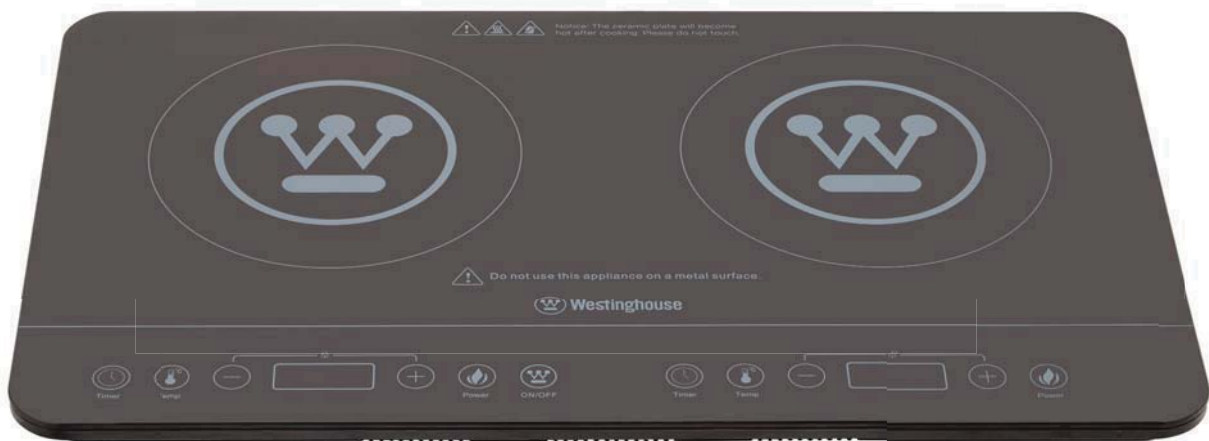 Notice: The ceramic plate will become
hot after cooking. Please do not touch.
Do not use this appliance on a metal surface.
Westinghouse
Timer
Temp
Power
ON/OFF
Timer
Temp
Power